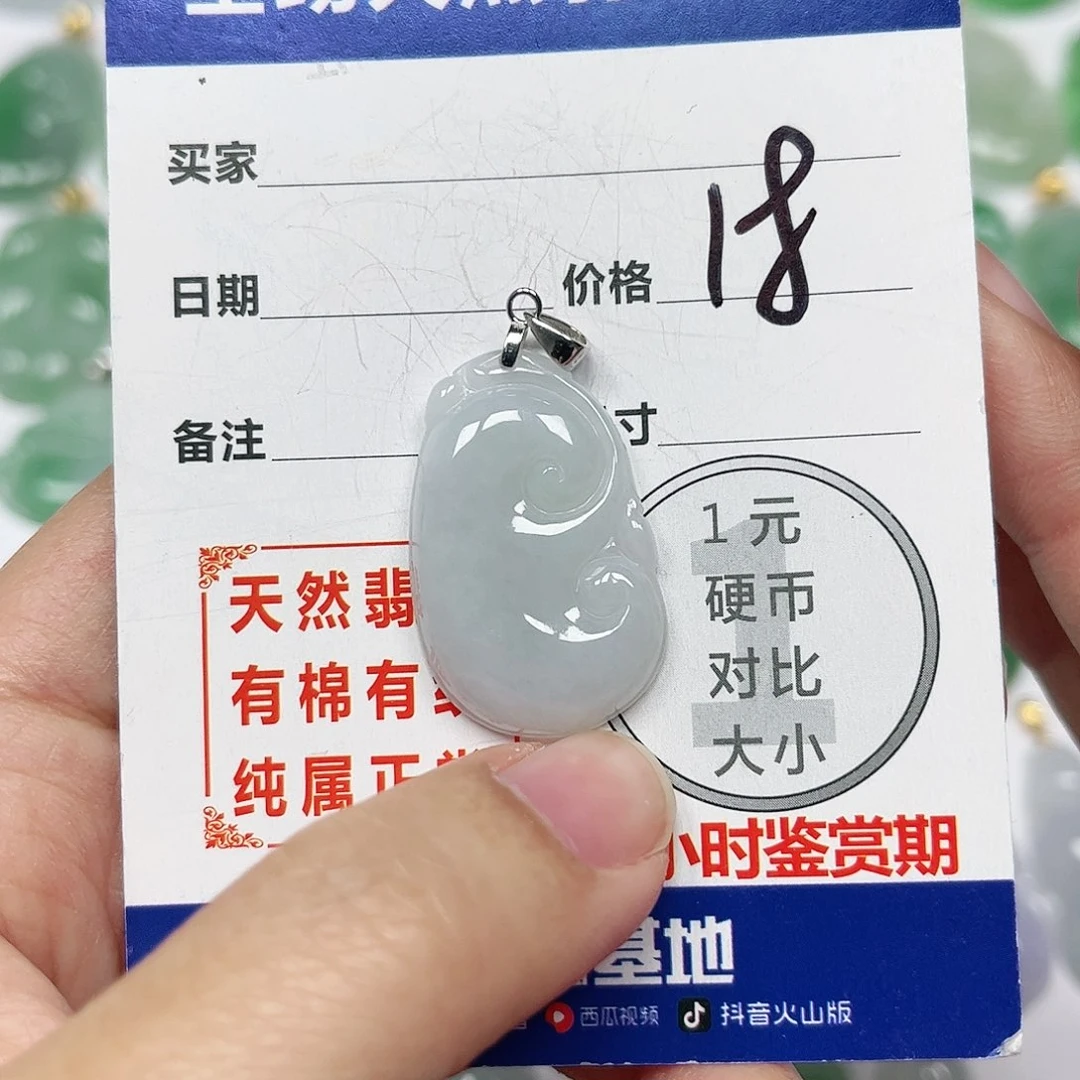 买家
日期
价格 18
备注
寸
1元
硬币
对比
大小
天然翡
有棉有
纯属正常
小时鉴赏期
基地
西瓜视频
抖音火山版